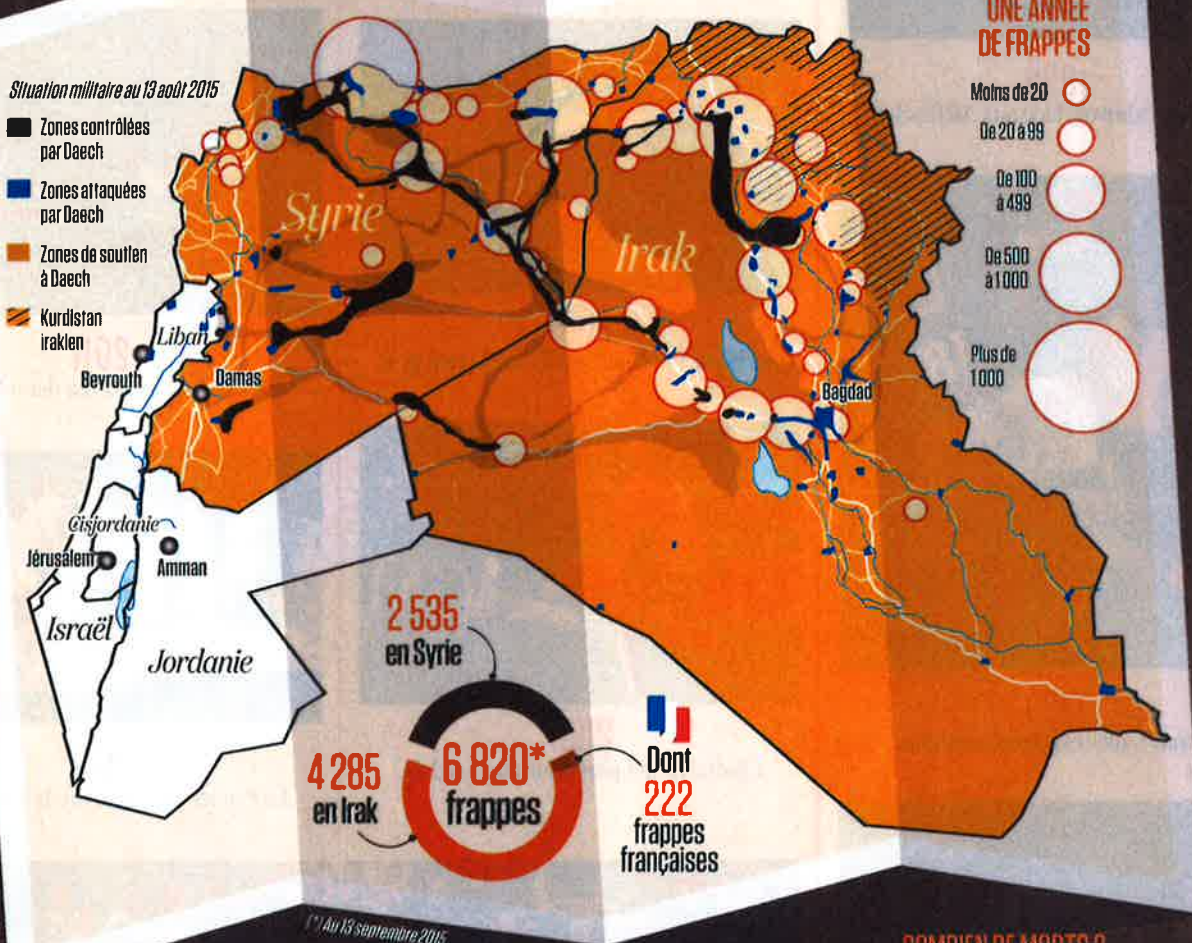 UNE ANNÉE
DE FRAPPES
Situation militaire au 13 août 2015
Zones contrôlées
par Daech
Zones attaquées
par Daech
Zones de soutien
à Daech
Kurdistan
irakien
Moins de 20
De 20 à 99
De 100
à 499
De 500
à 1000
Plus de
1000
Syrie
Irak
Liban
Beyrouth
Damas
Bagdad
Cisjordanie
Jérusalem
Amman
Israël
Jordanie
2 535
en Syrie
4 285
en Irak
6 820*
frappes
Dont
222
frappes
françaises
(*) Au 13 septembre 2015